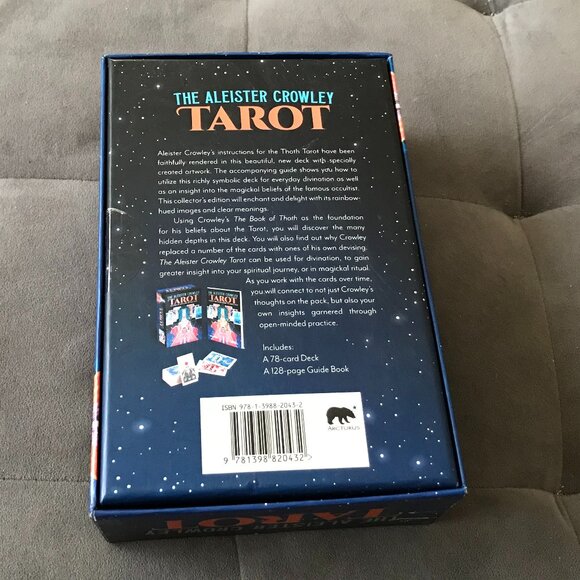 THE ALEISTER CROWLEY
TAROT
Aleister Crowley's instructions for the Thoth Tarot have been
faithfully rendered in this beautiful, new deck with specially
created artwork. The accompanying guide shows you how to
utilize this richly symbolic deck for everyday divination as well
as an insight into the magickal beliefs of the famous occultist.
This collector's edition will enchant and delight with its rainbow-
hued images and clear meanings.
Using Crowley's The Book of Thoth as the foundation
for his beliefs about the Tarot, you will discover the many
hidden depths in this deck. You will also find out why Crowley
replaced a number of the cards with ones of his own devising.
The Aleister Crowley Tarot can be used for divination, to gain
greater insight into your spiritual journey, or in magickal ritual.
As you work with the cards over time,
you will connect to not just Crowley's
thoughts on the pack, but also your
own insights garnered through
open-minded practice.
THE ALEISTER CROWLEY
TAROT
TAROT
Includes:
A 78-card Deck
A 128-page Guide Book
ISBN 978-1-3988-2043-2
9 781398 820432>
ARCTURUS
THE ALEISTER CROWLEY
TAROT